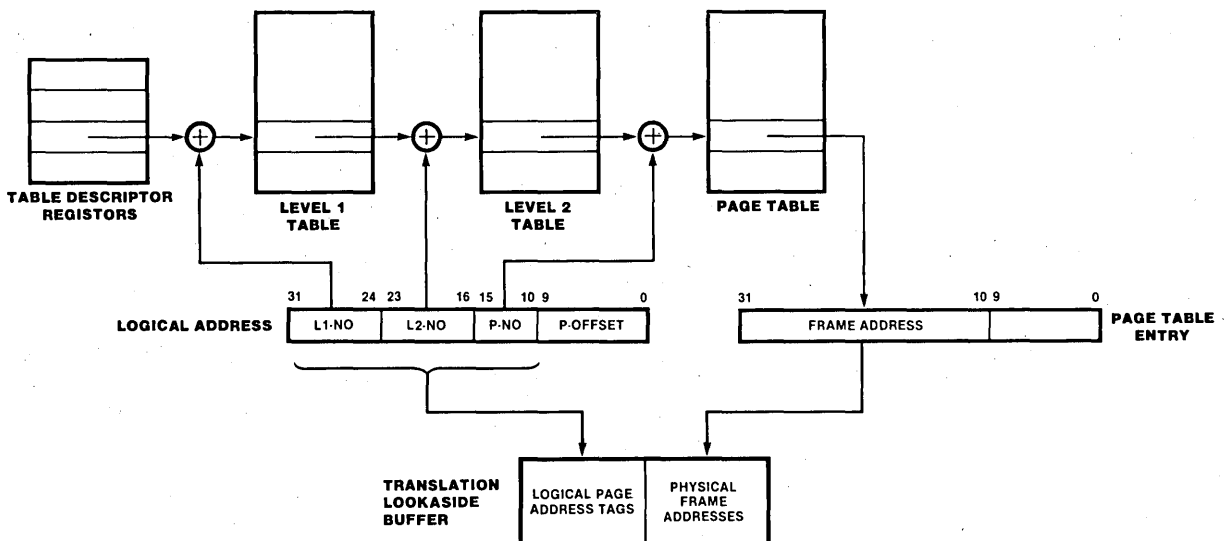 TABLE DESCRIPTOR
REGISTORS
LEVEL 1
TABLE
LEVEL 2
TABLE
PAGE TABLE
31 24 23 16 15 10 9 0
LOGICAL ADDRESS L1-NO L2-NO P-NO P-OFFSET
31 10 9 0
FRAME ADDRESS
PAGE TABLE
ENTRY
TRANSLATION
LOOKASIDE
BUFFER
LOGICAL PAGE
ADDRESS TAGS
PHYSICAL
FRAME
ADDRESSES